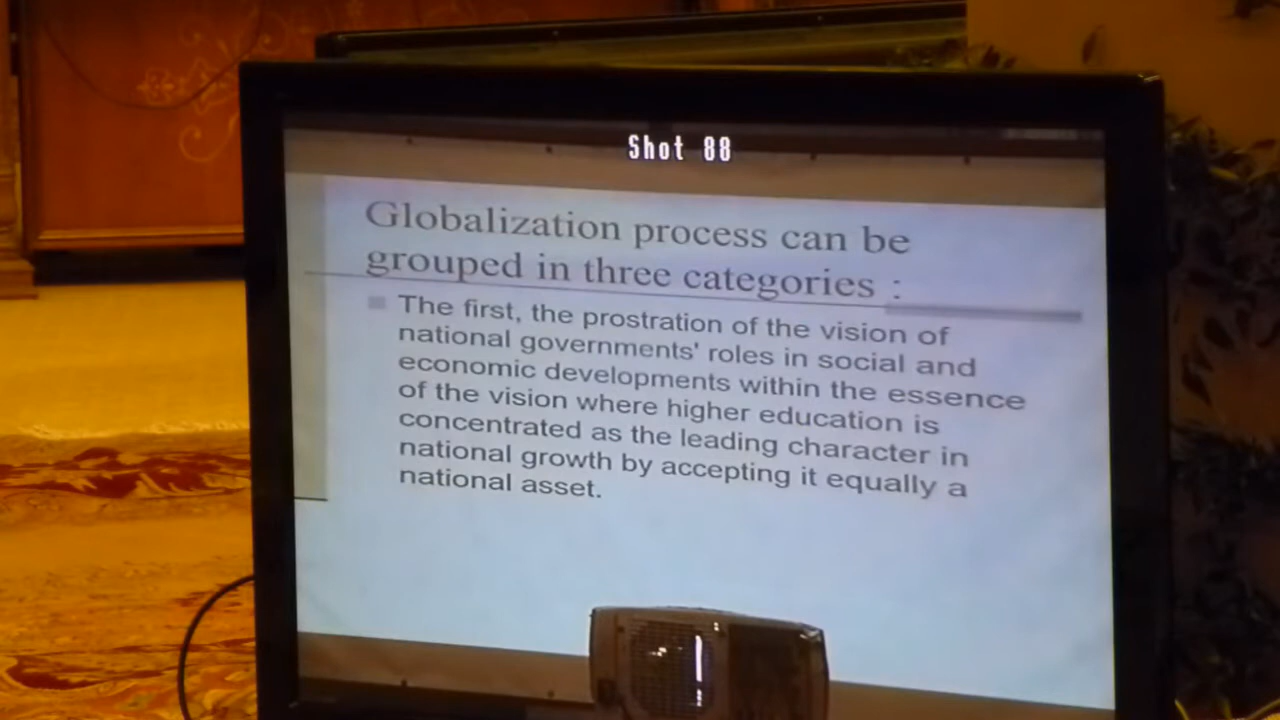 Shot 88
Globalization process can be
grouped in three categories :
The first, the prostration of the vision of
national governments' roles in social and
economic developments within the essence
of the vision where higher education is
concentrated as the leading character in
national growth by accepting it equally a
national asset.